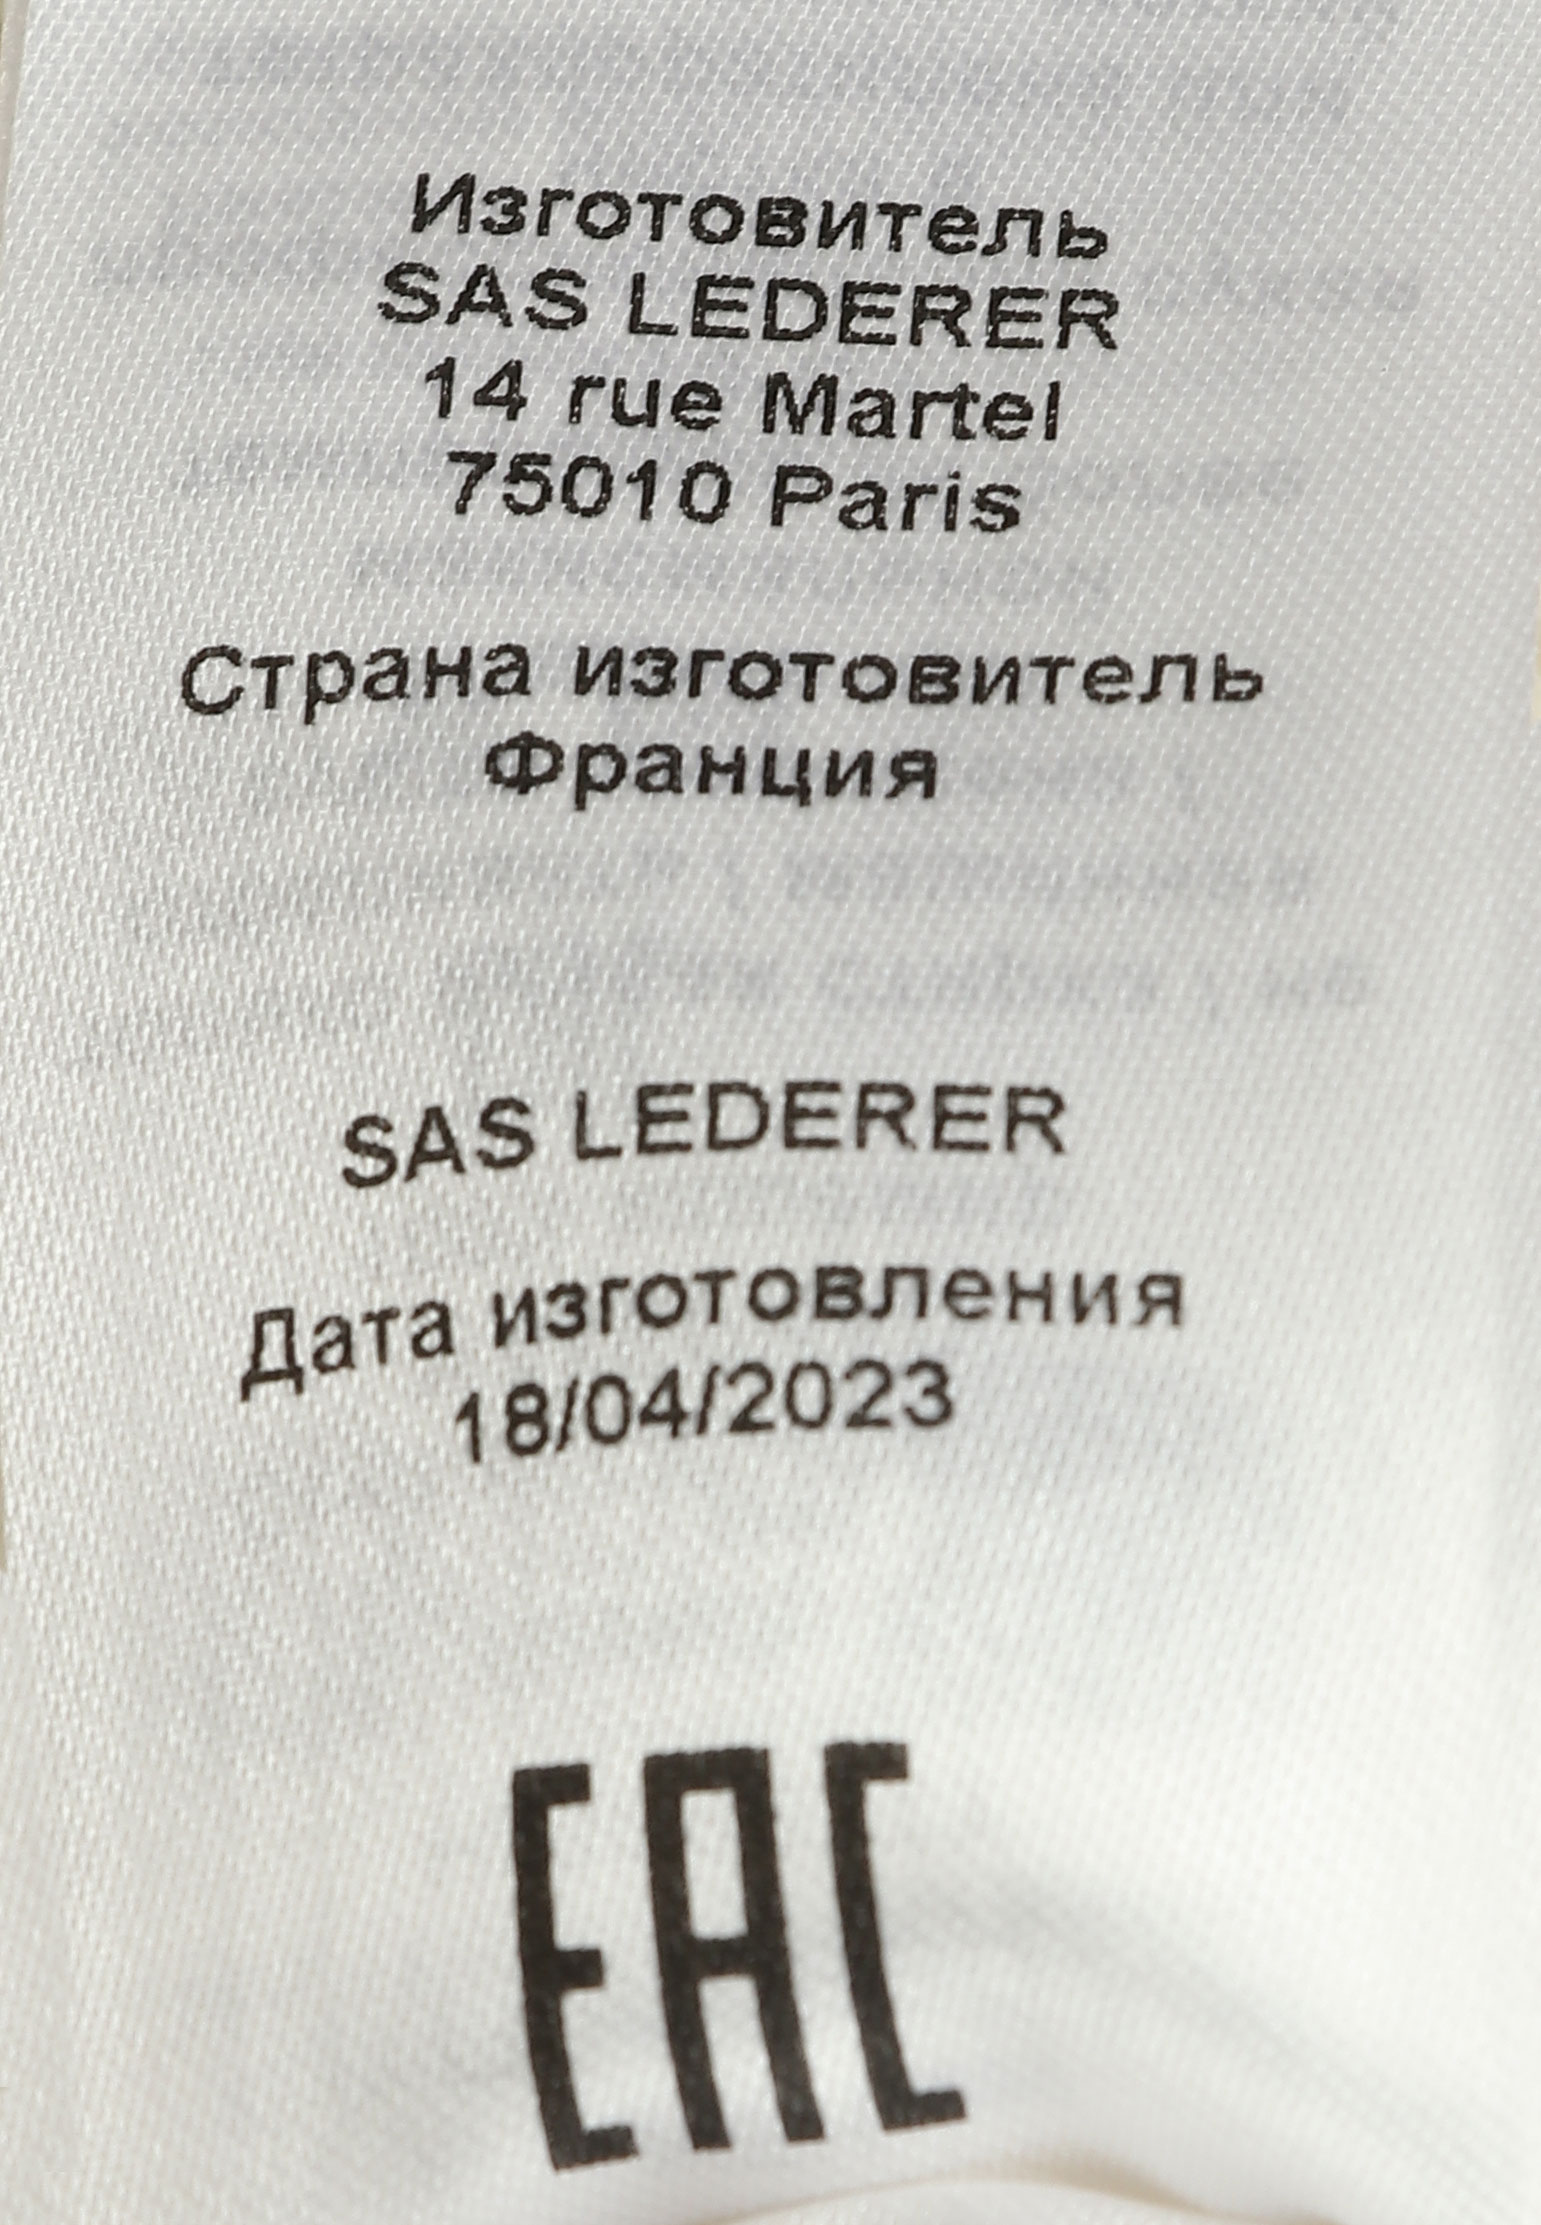 Изготовитель
SAS LEDERER
14 rue Martel
75010 Paris
Страна изготовитель
Франция
SAS LEDERER
Дата изготовления
18/04/2023
EAC